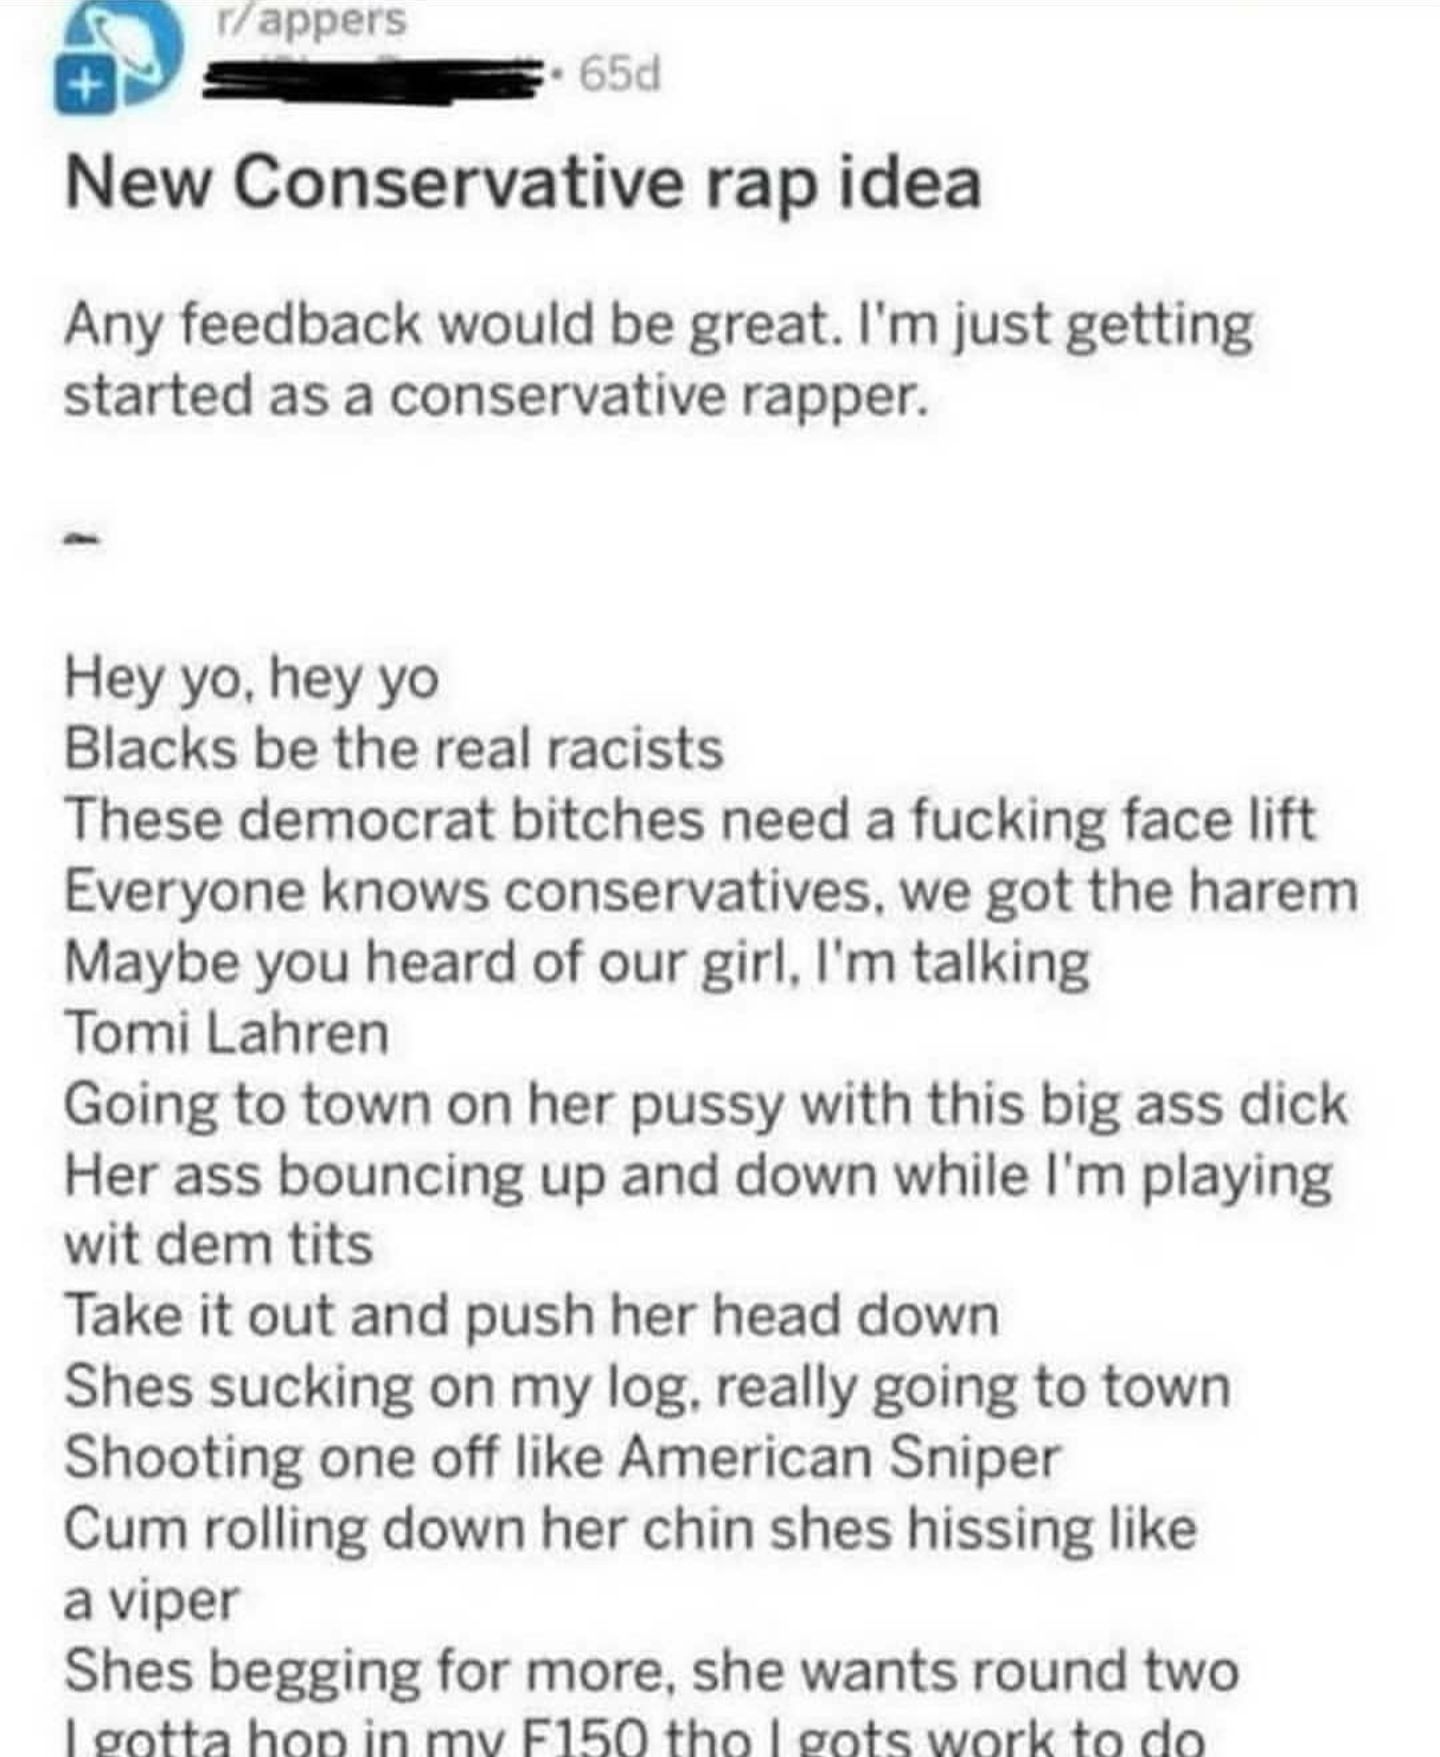 r/appers
• 65d
New Conservative rap idea
Any feedback would be great. I'm just getting
started as a conservative rapper.
~
Hey yo, hey yo
Blacks be the real racists
These democrat bitches need a fucking face lift
Everyone knows conservatives, we got the harem
Maybe you heard of our girl, I'm talking
Tomi Lahren
Going to town on her pussy with this big ass dick
Her ass bouncing up and down while I'm playing
wit dem tits
Take it out and push her head down
Shes sucking on my log, really going to town
Shooting one off like American Sniper
Cum rolling down her chin shes hissing like
a viper
Shes begging for more, she wants round two
I gotta hop in my F150 tho I gots work to do